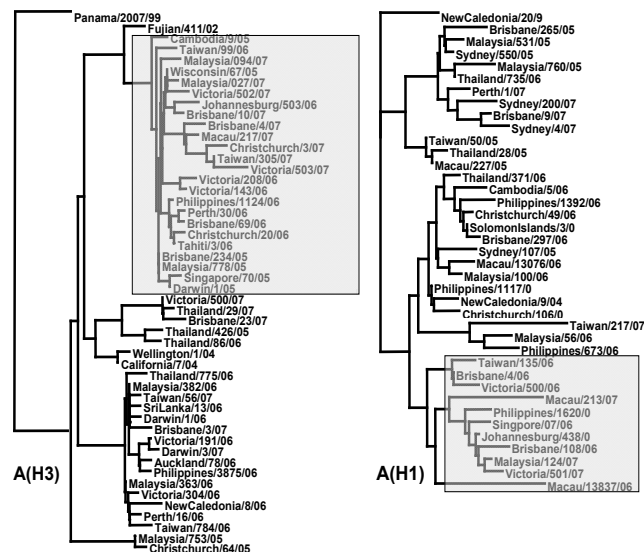 Panama/2007/99
Fujian/411/02
Cambodia/9/05
Taiwan/99/06
Malaysia/094/07
Wisconsin/67/05
Malaysia/027/07
Victoria/502/07
Johannesburg/503/06
Brisbane/10/07
Brisbane/4/07
Macau/217/07
Christchurch/3/07
Taiwan/305/07
Victoria/503/07
Victoria/208/06
Victoria/143/06
Philippines/1124/06
Perth/30/06
Brisbane/69/06
Christchurch/20/06
Tahiti/3/06
Brisbane/234/05
Malaysia/778/05
Singapore/70/05
Darwin/1/05
Victoria/500/07
Thailand/29/07
Brisbane/23/07
Thailand/426/05
Thailand/86/06
Wellington/1/04
California/7/04
Thailand/775/06
Malaysia/382/06
Taiwan/56/07
SriLanka/13/06
Darwin/1/06
Brisbane/3/07
Victoria/191/06
Darwin/3/07
Auckland/78/06
Philippines/3875/06
Malaysia/363/06
Victoria/304/06
NewCaledonia/8/06
Perth/16/06
Taiwan/784/06
Malaysia/753/05
Christchurch/64/05
A(H3)
NewCaledonia/20/9
Brisbane/265/05
Malaysia/531/05
Sydney/550/05
Malaysia/760/05
Thailand/735/06
Perth/1/07
Sydney/200/07
Brisbane/9/07
Sydney/4/07
Taiwan/50/05
Thailand/28/05
Macau/227/05
Thailand/371/06
Cambodia/5/06
Philippines/1392/06
Christchurch/49/06
SolomonIslands/3/0
Brisbane/297/06
Sydney/107/05
Macau/13076/06
Malaysia/100/06
Philippines/1117/0
NewCaledonia/9/04
Christchurch/106/0
Taiwan/217/07
Malaysia/56/06
Philippines/673/06
Taiwan/135/06
Brisbane/4/06
Victoria/500/06
Macau/213/07
Philippines/1620/0
Singpore/07/06
Johannesburg/438/0
Brisbane/108/06
Malaysia/124/07
Victoria/501/07
Macau/13837/06
A(H1)